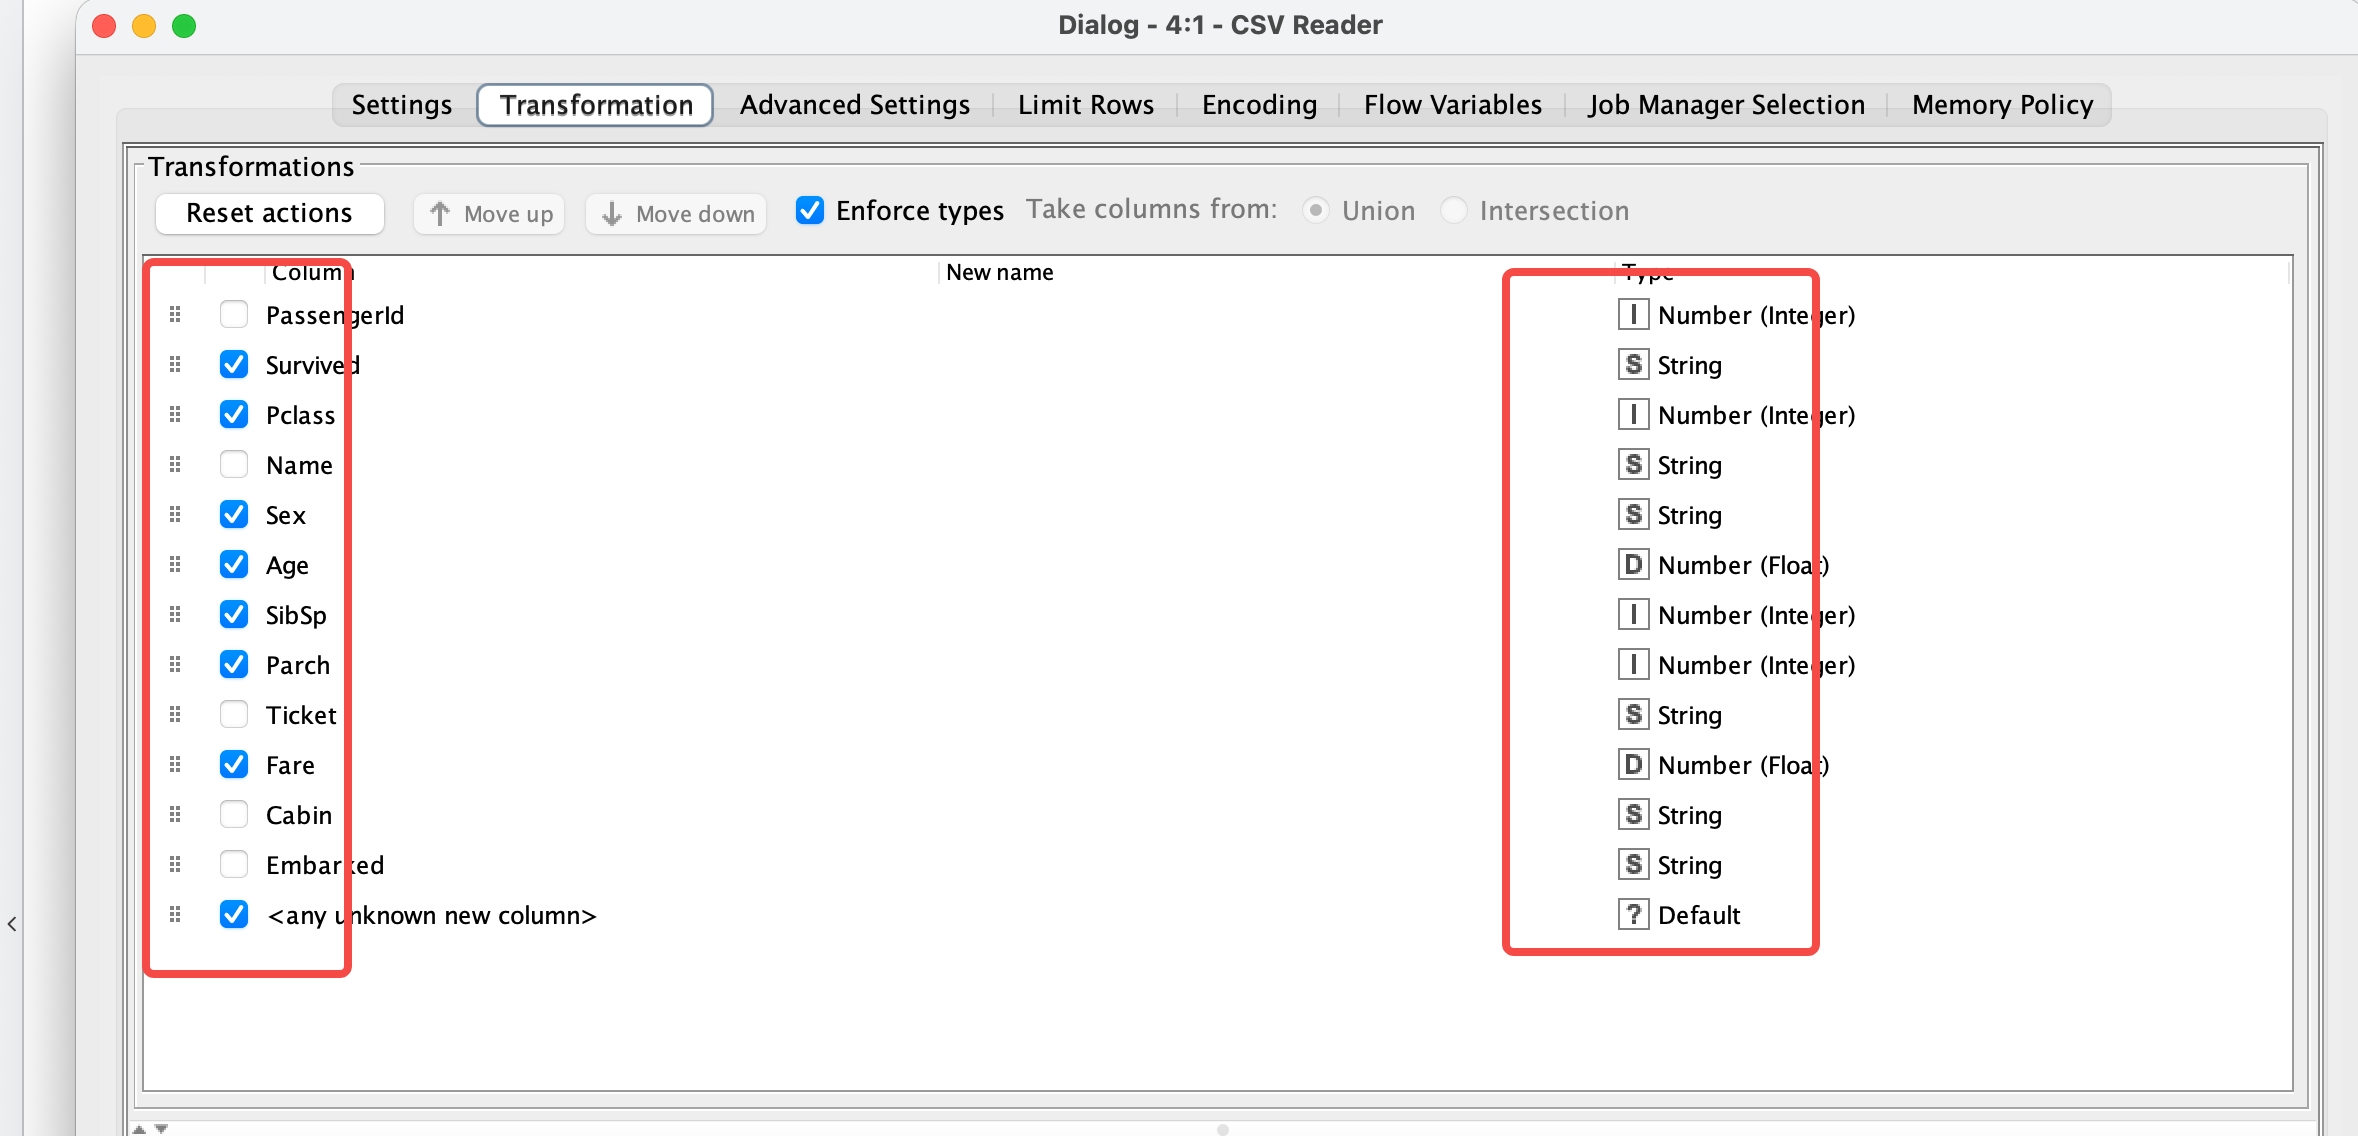 Dialog - 4:1 - CSV Reader
Settings Transformation Advanced Settings Limit Rows Encoding Flow Variables Job Manager Selection Memory Policy
Transformations
Reset actions Move up Move down Enforce types Take columns from: Union Intersection
Column New name Type
PassengerId I Number (Integer)
Survived S String
Pclass I Number (Integer)
Name S String
Sex S String
Age D Number (Float)
SibSp I Number (Integer)
Parch I Number (Integer)
Ticket S String
Fare D Number (Float)
Cabin S String
Embarked S String
<any unknown new column> ? Default